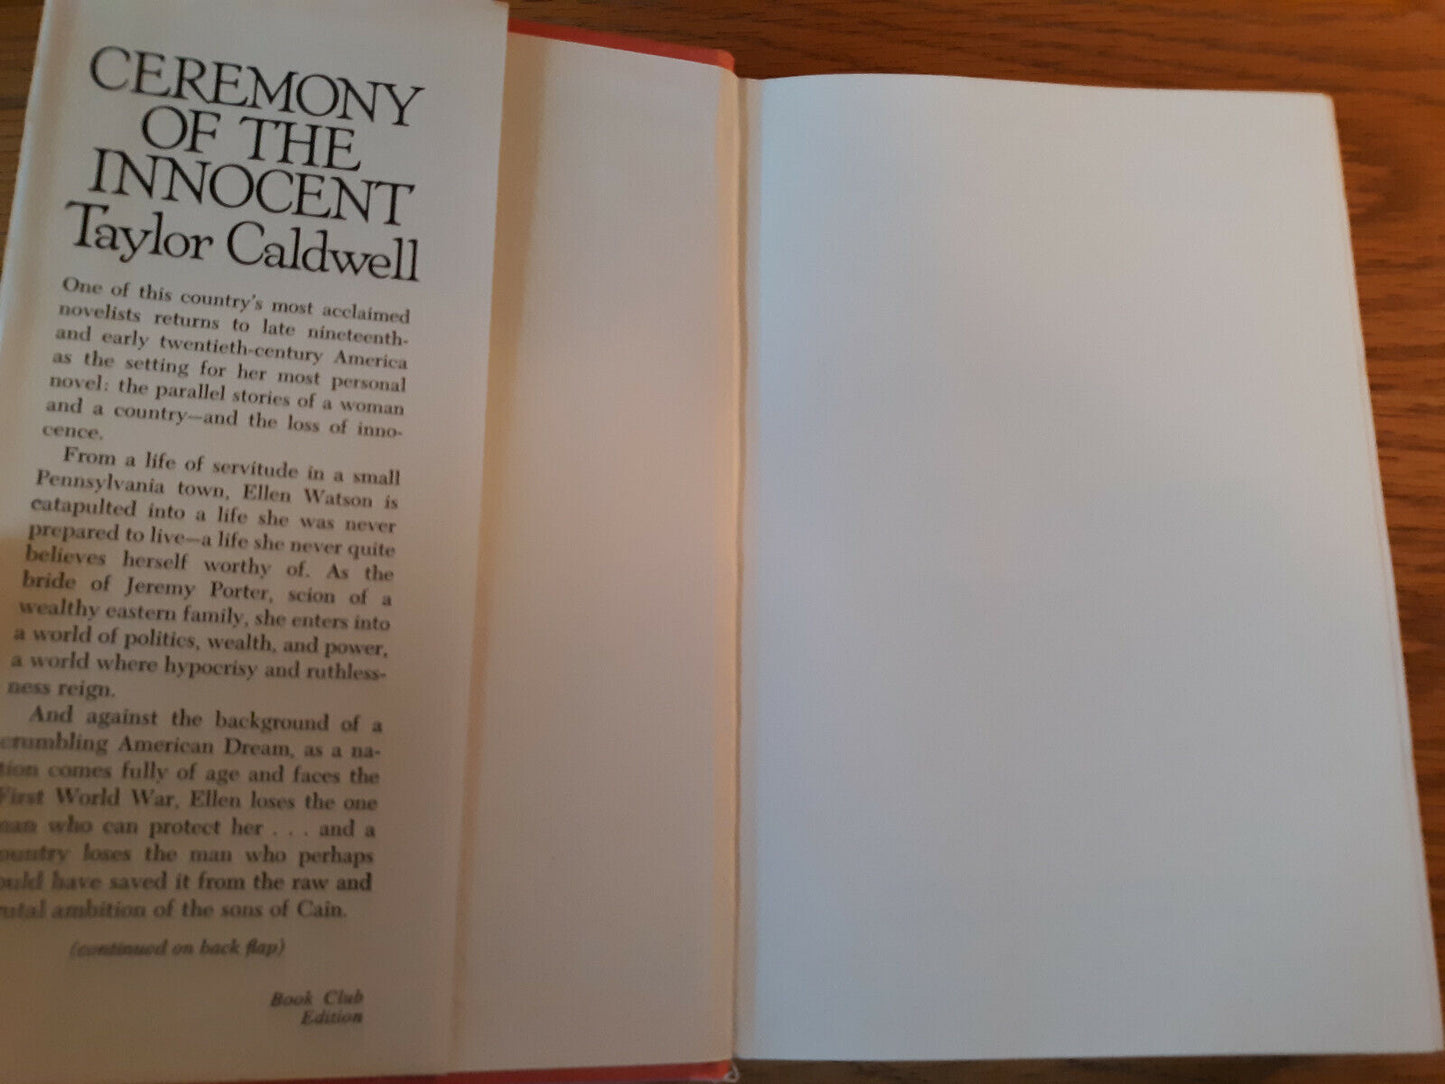 CEREMONY
OF THE
INNOCENT
Taylor Caldwell
One of this country's most acclaimed
novelists returns to late nineteenth-
and early twentieth-century America
as the setting for her most personal
novel: the parallel stories of a woman
and a country—and the loss of inno-
cence.
From a life of servitude in a small
Pennsylvania town, Ellen Watson is
catapulted into a life she was never
prepared to live—a life she never quite
believes herself worthy of. As the
bride of Jeremy Porter, scion of a
wealthy eastern family, she enters into
a world of politics, wealth, and power,
a world where hypocrisy and ruthless-
ness reign.
And against the background of a
crumbling American Dream, as a na-
tion comes fully of age and faces the
First World War, Ellen loses the one
man who can protect her . . . and a
country loses the man who perhaps
ould have saved it from the raw and
rutal ambition of the sons of Cain.
(continued on back flap)
Book Club
Edition